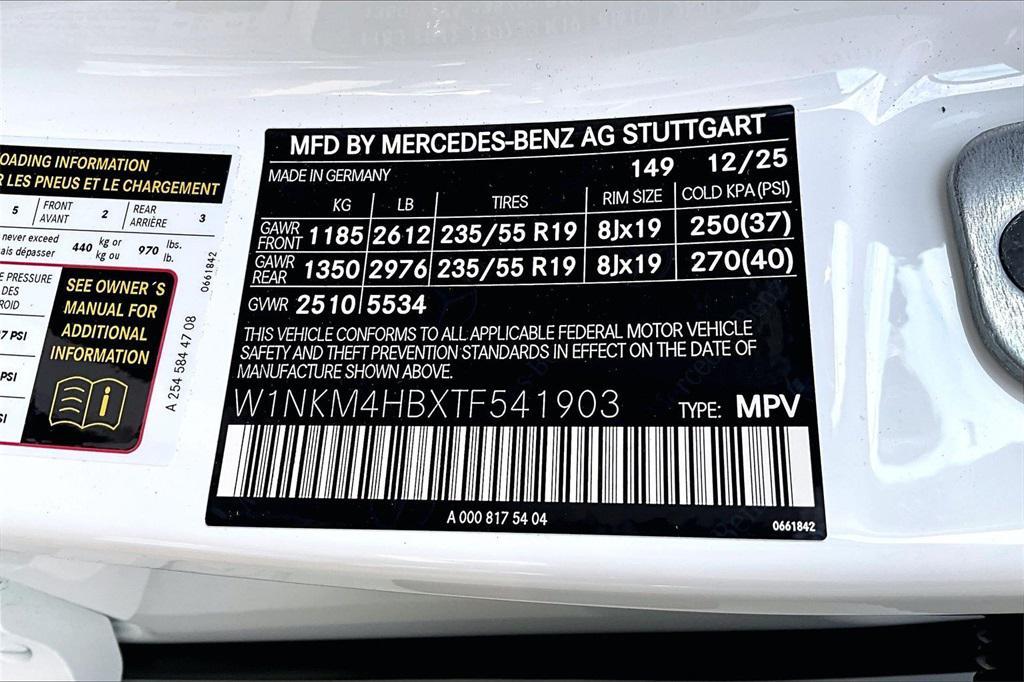 OADING INFORMATION
R LES PNEUS ET LE CHARGEMENT
5 FRONT AVANT 2 REAR ARRIÈRE 3
never exceed
ais dépasser 440 kg or kg ou 970 lbs. lb.
E PRESSURE
DES
ROID
7 PSI
PSI
SI
SEE OWNER´S
MANUAL FOR
ADDITIONAL
INFORMATION
i
0661842
A 254 584 47 08
MFD BY MERCEDES-BENZ AG STUTTGART
MADE IN GERMANY 149 12/25
KG LB TIRES RIM SIZE COLD KPA (PSI)
GAWR FRONT 1185 2612 235/55 R19 8Jx19 250(37)
GAWR REAR 1350 2976 235/55 R19 8Jx19 270(40)
GVWR 2510 5534
THIS VEHICLE CONFORMS TO ALL APPLICABLE FEDERAL MOTOR VEHICLE
SAFETY AND THEFT PREVENTION STANDARDS IN EFFECT ON THE DATE OF
MANUFACTURE SHOWN ABOVE.
W1NKM4HBXTF541903 TYPE: MPV
A 000 817 54 04
0661842